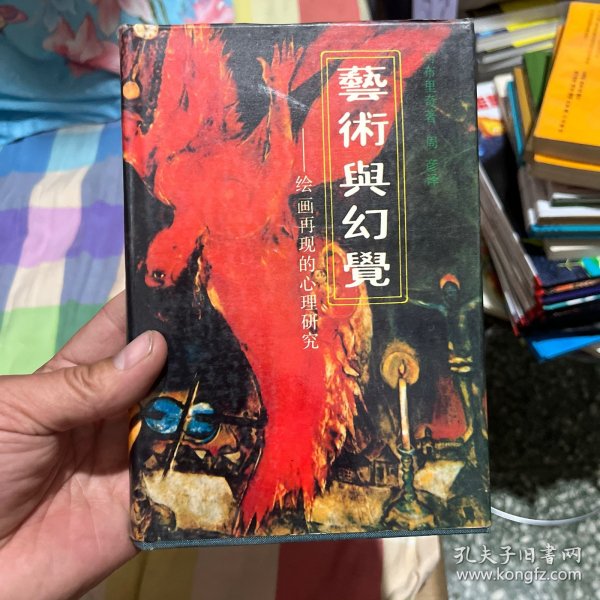 藝術與幻覺
——绘画再现的心理研究
布里奇著 周彦译
孔夫子旧书网
www.kongfz.com